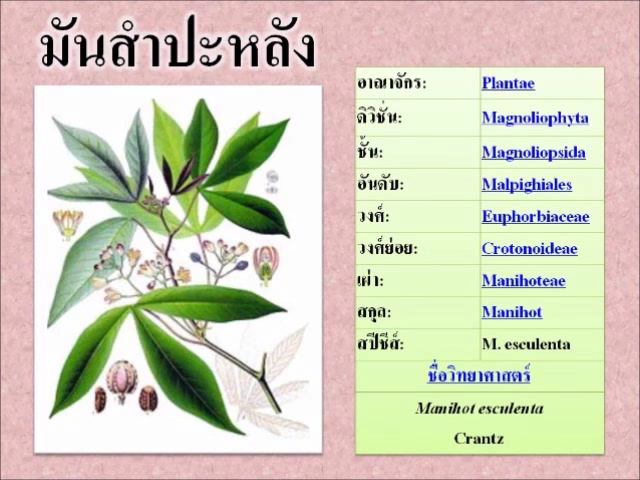 มันสำปะหลัง
อาณาจักร: Plantae
ดิวิชั่น: Magnoliophyta
ชั้น: Magnoliopsida
อันดับ: Malpighiales
วงศ์: Euphorbiaceae
วงศ์ย่อย: Crotonoideae
เผ่า: Manihoteae
สกุล: Manihot
สปีชีส์: M. esculenta
ชื่อวิทยาศาสตร์
Manihot esculenta
Crantz